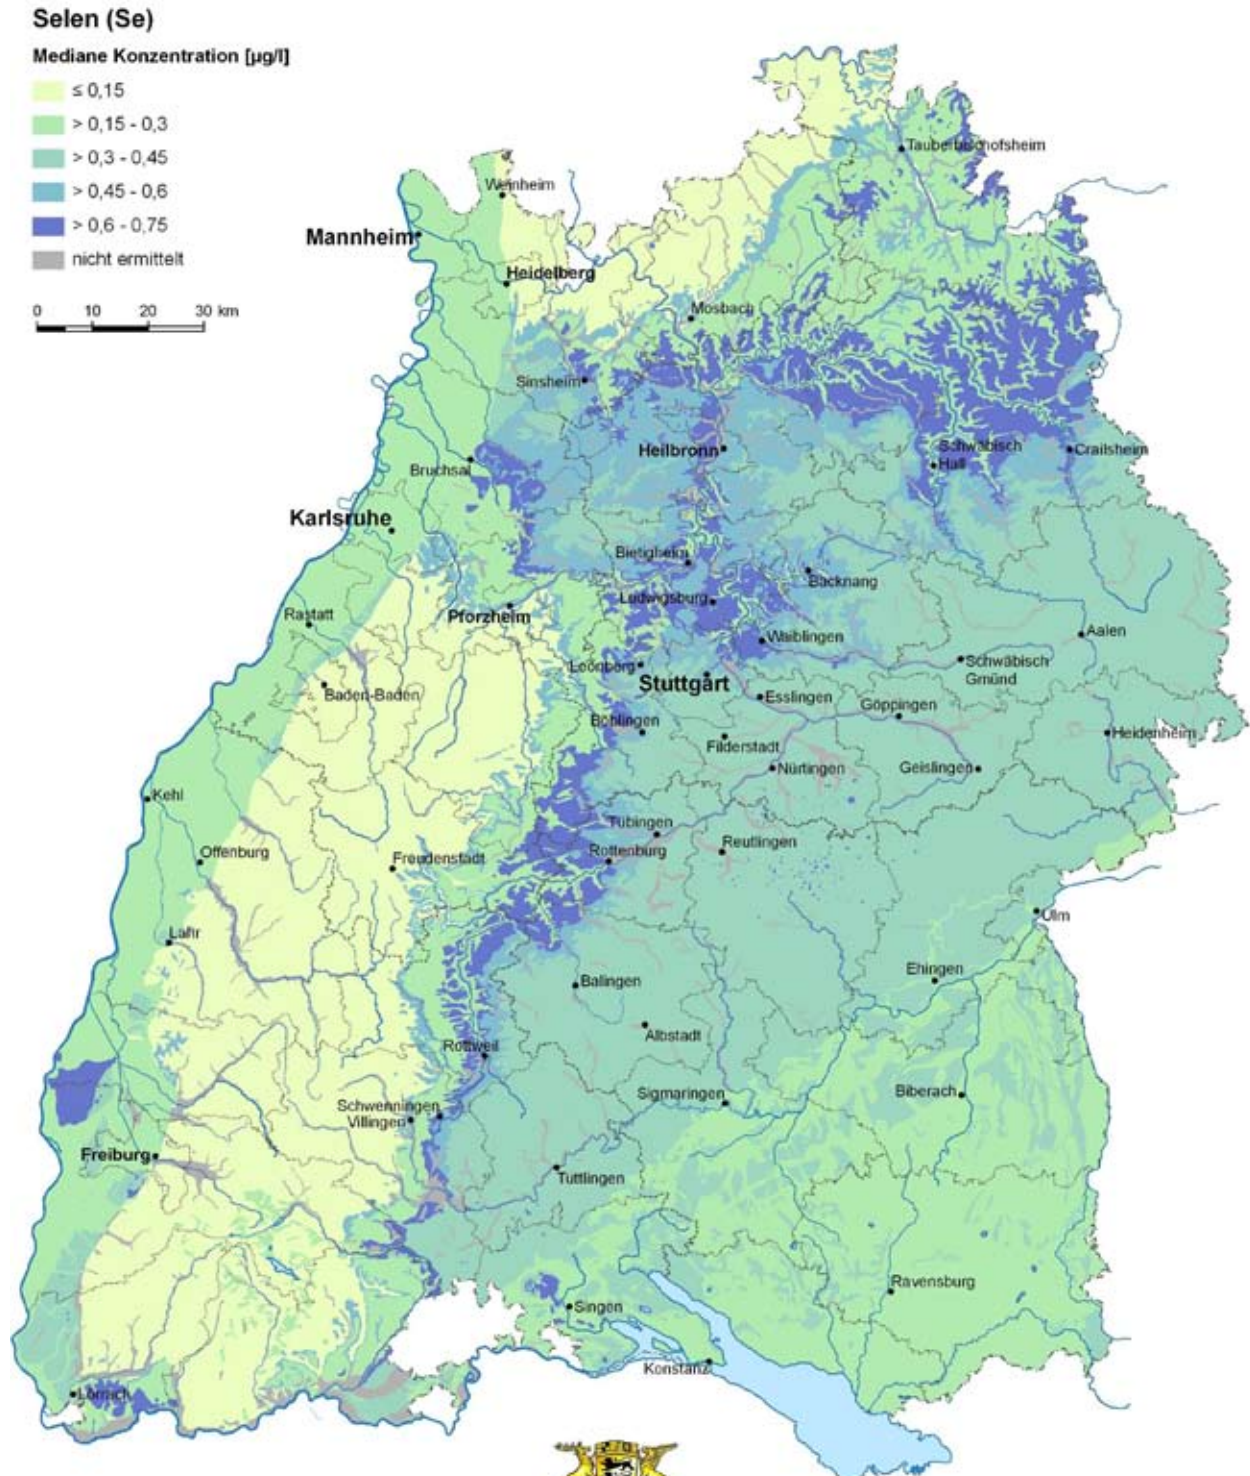 Selen (Se)
Mediane Konzentration [µg/l]
≤ 0,15
> 0,15 - 0,3
> 0,3 - 0,45
> 0,45 - 0,6
> 0,6 - 0,75
nicht ermittelt
0 10 20 30 km
Tauberbischofsheim
Weinheim
Mannheim
Heidelberg
Mosbach
Sinsheim
Heilbronn
Schwäbisch
Hall
Crailsheim
Bruchsal
Karlsruhe
Bietigheim
Backnang
Ludwigsburg
Pforzheim
Rastatt
Waiblingen
Aalen
Leonberg
Schwäbisch
Gmünd
Stuttgart
Baden-Baden
Esslingen
Göppingen
Böblingen
Filderstadt
Heidenheim
Nürtingen
Geislingen
Kehl
Tübingen
Reutlingen
Offenburg
Freudenstadt
Rottenburg
Ulm
Lahr
Ehingen
Balingen
Albstadt
Rottweil
Sigmaringen
Biberach
Schwenningen
Villingen
Freiburg
Tuttlingen
Ravensburg
Singen
Konstanz
Lörrach